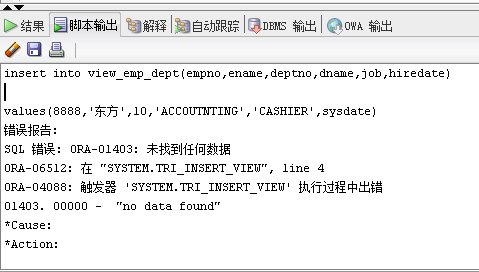 结果 脚本输出 解释 自动跟踪 DBMS 输出 OWA 输出
insert into view_emp_dept(empno,ename,deptno,dname,job,hiredate)
values(8888,'东方',10,'ACCOUTNTING','CASHIER',sysdate)
错误报告:
SQL 错误: ORA-01403: 未找到任何数据
ORA-06512: 在 "SYSTEM.TRI_INSERT_VIEW", line 4
ORA-04088: 触发器 'SYSTEM.TRI_INSERT_VIEW' 执行过程中出错
01403. 00000 -  "no data found"
*Cause:
*Action: